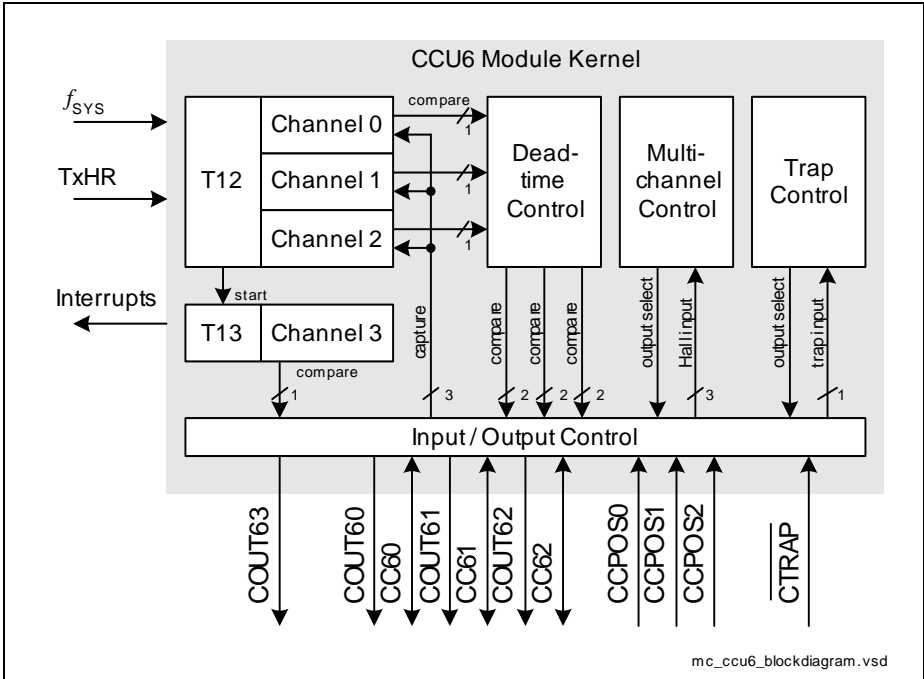 CCU6 Module Kernel
fSYS
TxHR
Interrupts
T12
Channel 0
Channel 1
Channel 2
compare
1
1
1
Dead-
time
Control
Multi-
channel
Control
Trap
Control
start
T13
Channel 3
compare
1
capture
3
compare
2
compare
2
compare
2
output select
Hall input
3
output select
trap input
1
Input / Output Control
COUT63
COUT60
CC60
COUT61
CC61
COUT62
CC62
CCPOS0
CCPOS1
CCPOS2
CTRAP
mc_ccu6_blockdiagram.vsd